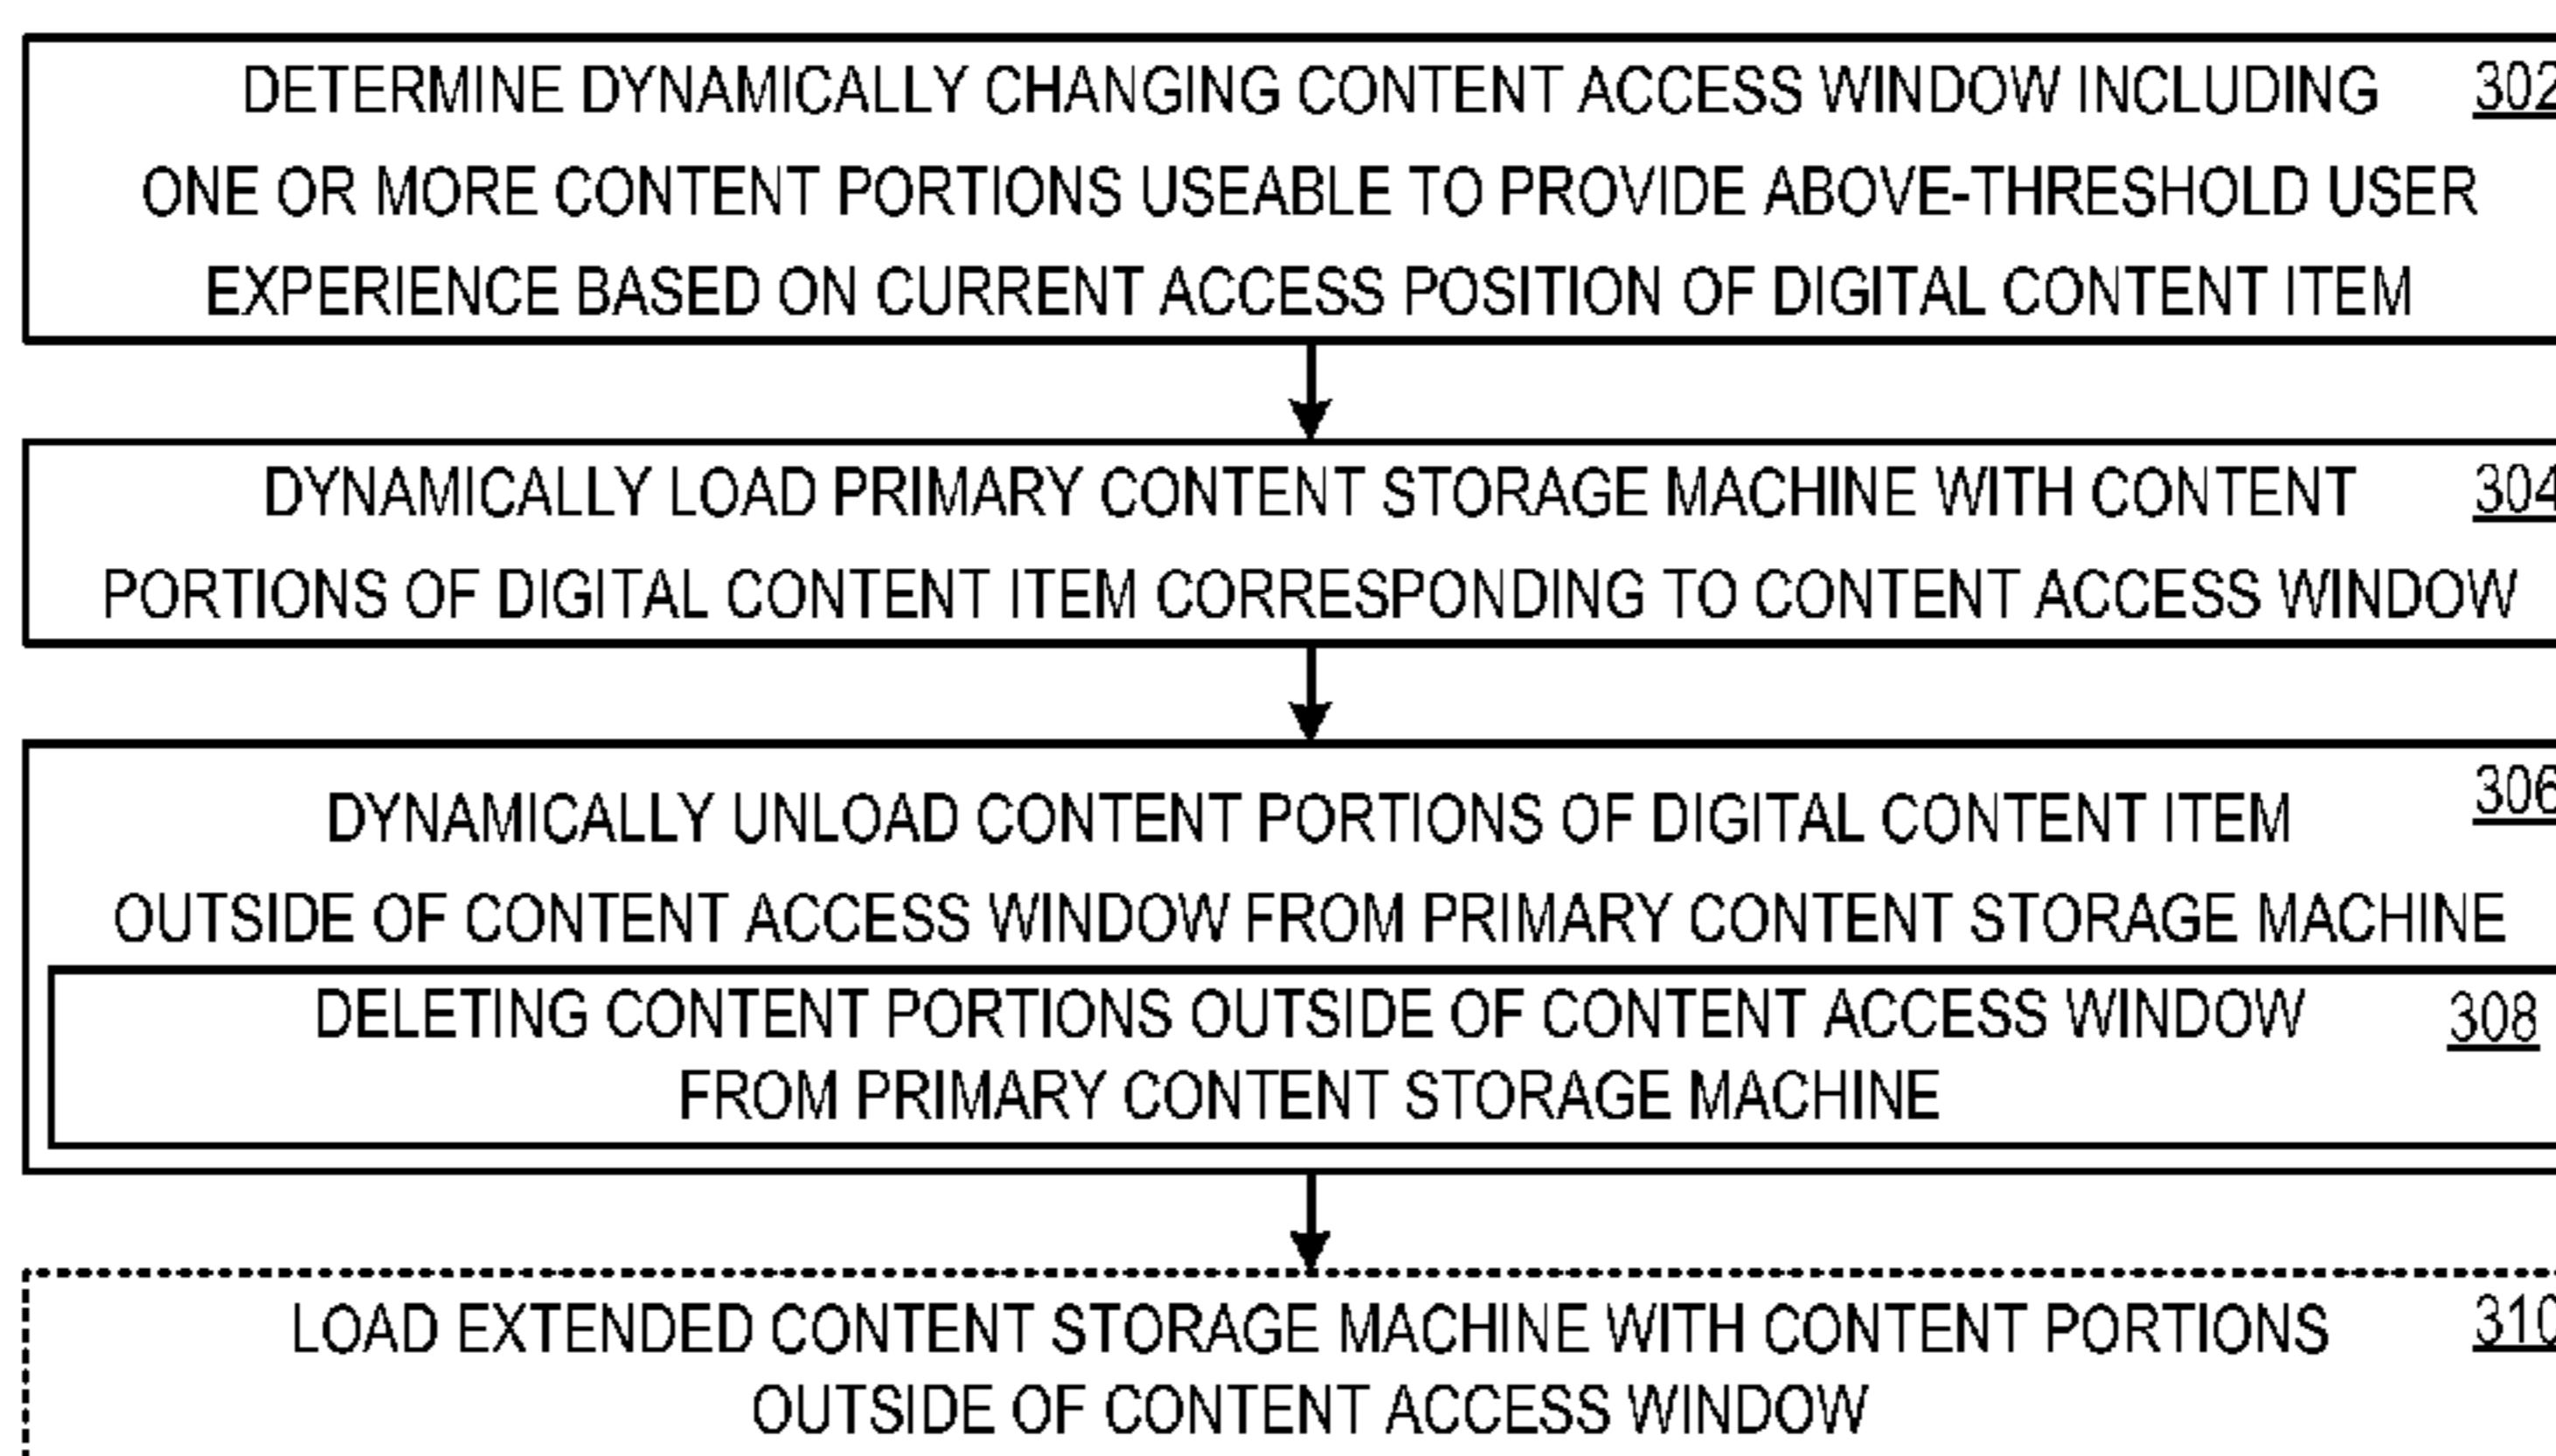 DETERMINE DYNAMICALLY CHANGING CONTENT ACCESS WINDOW INCLUDING 302
ONE OR MORE CONTENT PORTIONS USEABLE TO PROVIDE ABOVE-THRESHOLD USER
EXPERIENCE BASED ON CURRENT ACCESS POSITION OF DIGITAL CONTENT ITEM
DYNAMICALLY LOAD PRIMARY CONTENT STORAGE MACHINE WITH CONTENT 304
PORTIONS OF DIGITAL CONTENT ITEM CORRESPONDING TO CONTENT ACCESS WINDOW
306
DYNAMICALLY UNLOAD CONTENT PORTIONS OF DIGITAL CONTENT ITEM
OUTSIDE OF CONTENT ACCESS WINDOW FROM PRIMARY CONTENT STORAGE MACHINE
DELETING CONTENT PORTIONS OUTSIDE OF CONTENT ACCESS WINDOW 308
FROM PRIMARY CONTENT STORAGE MACHINE
LOAD EXTENDED CONTENT STORAGE MACHINE WITH CONTENT PORTIONS 310
OUTSIDE OF CONTENT ACCESS WINDOW